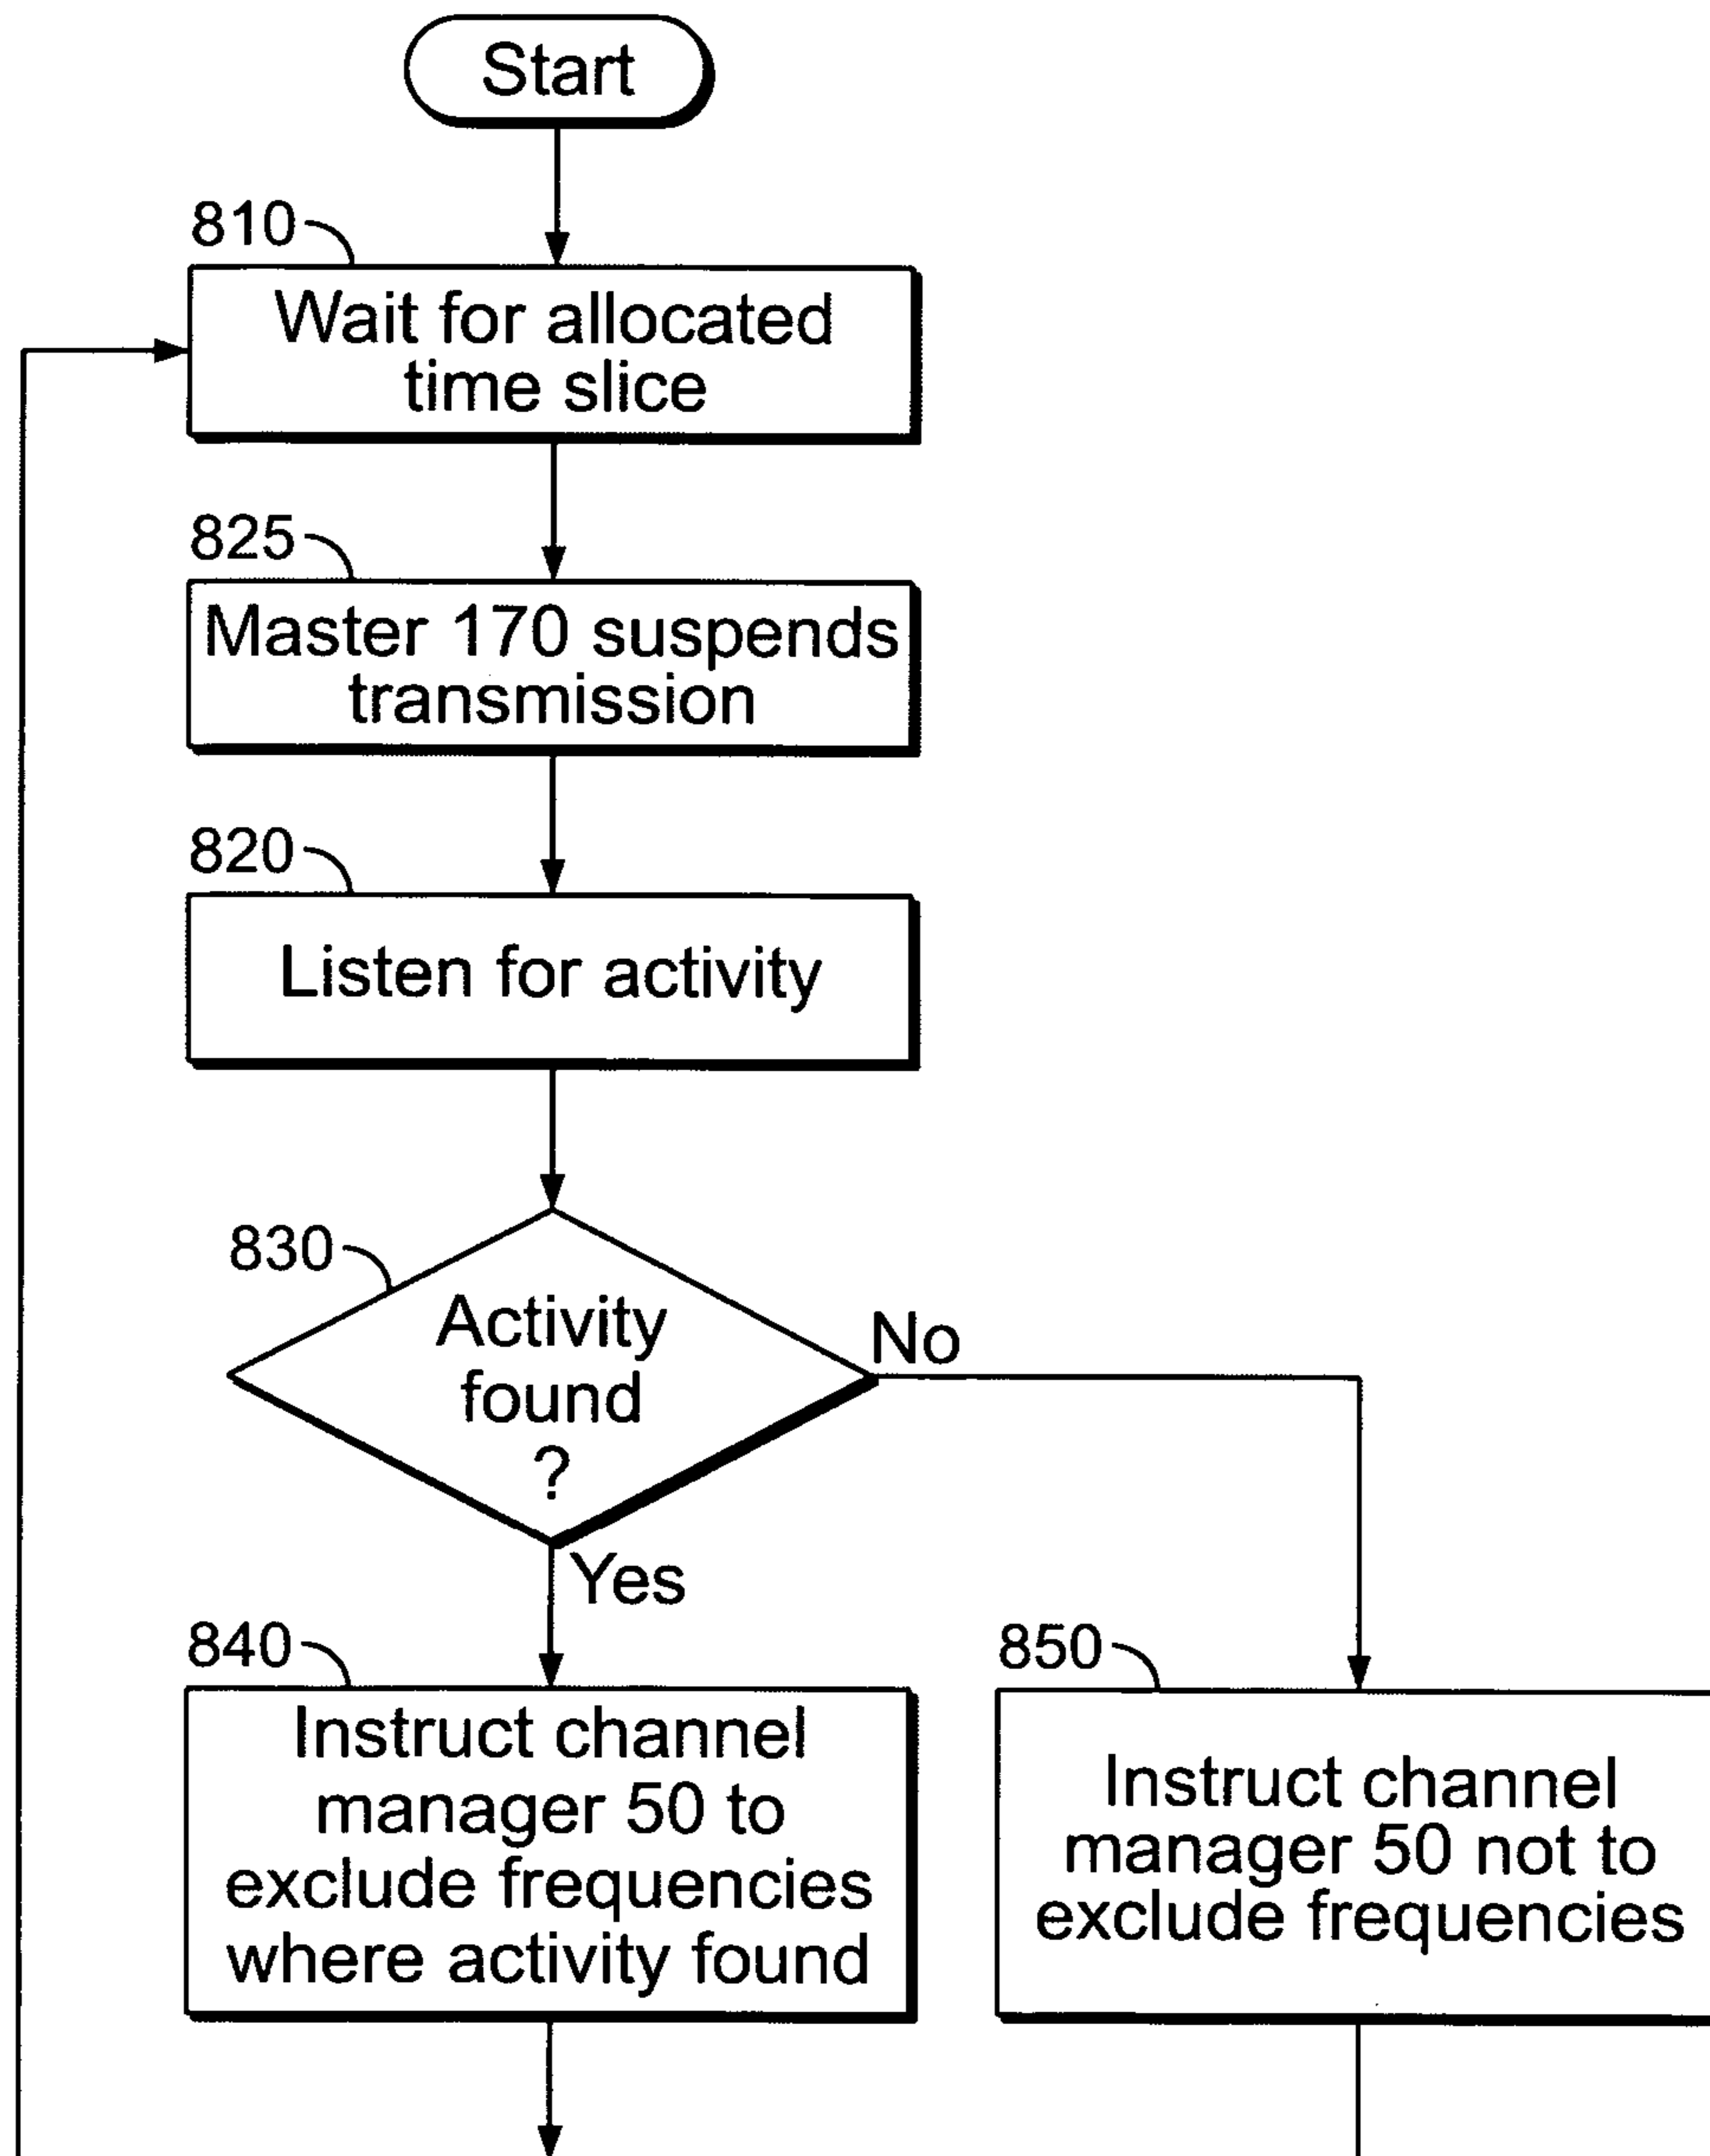 Start
810
Wait for allocated
time slice
825
Master 170 suspends
transmission
820
Listen for activity
830
Activity
found
?
No
Yes
840
Instruct channel
manager 50 to
exclude frequencies
where activity found
850
Instruct channel
manager 50 not to
exclude frequencies